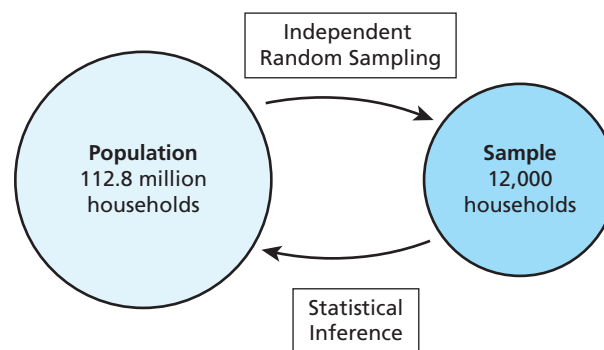 Independent
Random Sampling
Population
112.8 million
households
Sample
12,000
households
Statistical
Inference